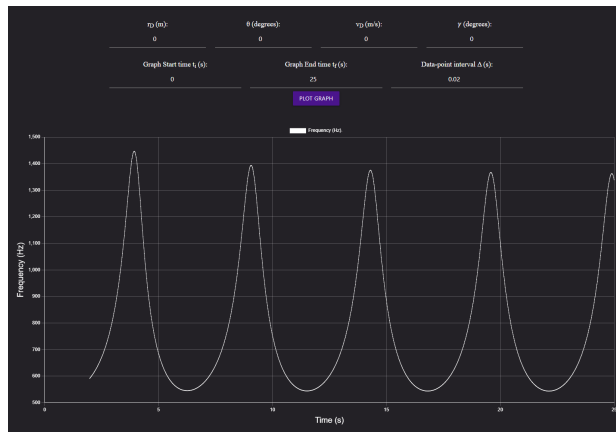 r_D (m): θ (degrees): v_D (m/s): γ (degrees):
0 0 0 0
Graph Start time t_i (s): Graph End time t_f (s): Data-point interval Δ (s):
0 25 0.02
PLOT GRAPH
Frequency (Hz)
1,500
1,400
1,300
1,200
1,100
1,000
900
800
700
600
500
Frequency (Hz)
0 5 10 15 20 25
Time (s)